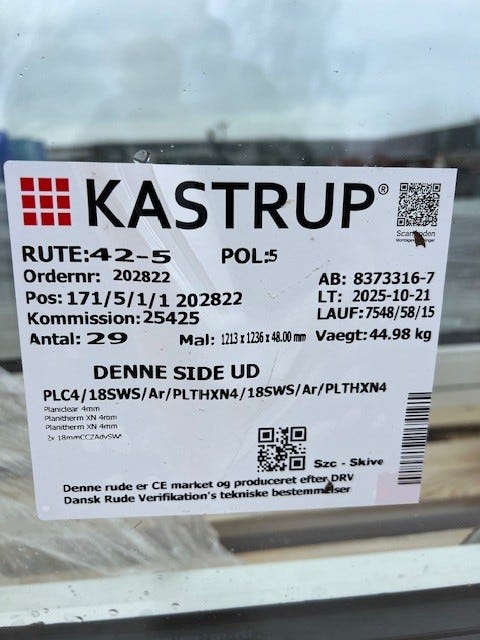 KASTRUP®
RUTE:42-5 POL:5
Ordernr: 202822 AB: 8373316-7
Pos: 171/5/1/1 202822 LT: 2025-10-21
Kommission: 25425 LAUF: 7548/58/15
Antal: 29 Mal: 1213 x 1236 x 48.00 mm Vaegt: 44.98 kg
DENNE SIDE UD
PLC4/18SWS/Ar/PLTHXN4/18SWS/Ar/PLTHXN4
Planiclear 4mm
Planitherm XN 4mm
Planitherm XN 4mm
2x 18mm
Szc - Skive
Denne rude er CE market og produceret efter DRV
Dansk Rude Verifikation's tekniske bestemmelser